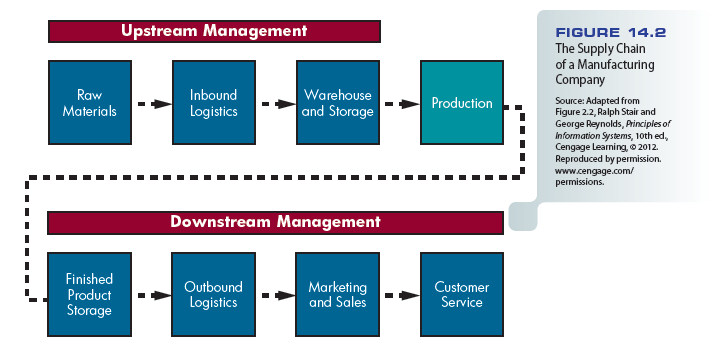 Upstream Management
Raw
Materials
Inbound
Logistics
Warehouse
and Storage
Production
Downstream Management
Finished
Product
Storage
Outbound
Logistics
Marketing
and Sales
Customer
Service
FIGURE 14.2
The Supply Chain
of a Manufacturing
Company
Source: Adapted from
Figure 2.2, Ralph Stair and
George Reynolds, Principles of
Information Systems, 10th ed.,
Cengage Learning, © 2012.
Reproduced by permission.
www.cengage.com/
permissions.